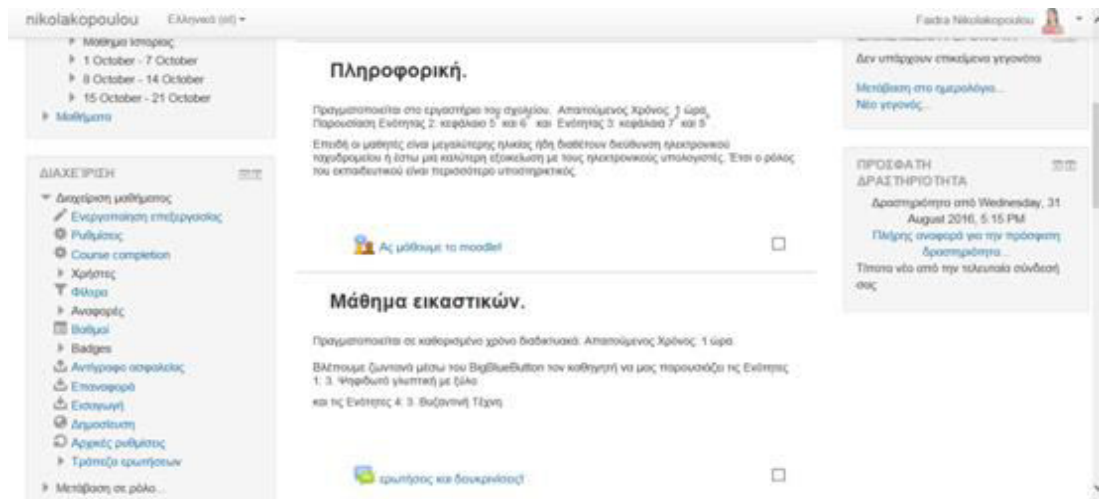 nikolakopoulou Ελληνικά (el)
Faidra Nikolakopoulou
Μάθημα Ιστορίας
1 October - 7 October
8 October - 14 October
15 October - 21 October
Μαθήματα
ΔΙΑΧΕΊΡΙΣΗ
Διαχείριση μαθήματος
Ενεργοποίηση επεξεργασίας
Ρυθμίσεις
Course completion
Χρήστες
Φίλτρα
Αναφορές
Βαθμοί
Badges
Αντίγραφο ασφαλείας
Επαναφορά
Εισαγωγή
Δημοσίευση
Αρχικές ρυθμίσεις
Τράπεζα ερωτήσεων
Μετάβαση σε ρόλο...
Πληροφορική.
Πραγματοποιείται στο εργαστήριο του σχολείου. Απαιτούμενος Χρόνος: 1 ώρα.
Παρουσίαση Ενότητας 2: κεφάλαιο 5 και 6 και Ενότητας 3: κεφάλαια 7 και 5
Επειδή οι μαθητές είναι μεγαλύτερης ηλικίας ήδη διαθέτουν διεύθυνση ηλεκτρονικού
ταχυδρομείου ή έστω μια καλύτερη εξοικείωση με τους ηλεκτρονικούς υπολογιστές. Έτσι ο ρόλος
του εκπαιδευτικού είναι περισσότερο υποστηρικτικός.
Ας μάθουμε το moodle!
Μάθημα εικαστικών.
Πραγματοποιείται σε καθορισμένο χρόνο διαδικτυακά. Απαιτούμενος Χρόνος: 1 ώρα.
Βλέπουμε ζωντανά μέσω του BigBlueButton τον καθηγητή να μας παρουσιάζει τις Ενότητες
1: 3. Ψηφιδωτό γλυπτική με ξύλο
και τις Ενότητες 4: 3. Βυζαντινή Τέχνη
ερωτήσεις και διευκρινίσεις!
Δεν υπάρχουν επικείμενα γεγονότα
Μετάβαση στο ημερολόγιο...
Νέο γεγονός...
ΠΡΌΣΦΑΤΗ
ΔΡΑΣΤΗΡΙΌΤΗΤΑ
Δραστηριότητα από Wednesday, 31
August 2016, 5:15 PM
Πλήρης αναφορά για την πρόσφατη
δραστηριότητα...
Τίποτα νέο από την τελευταία σύνδεσή
σας